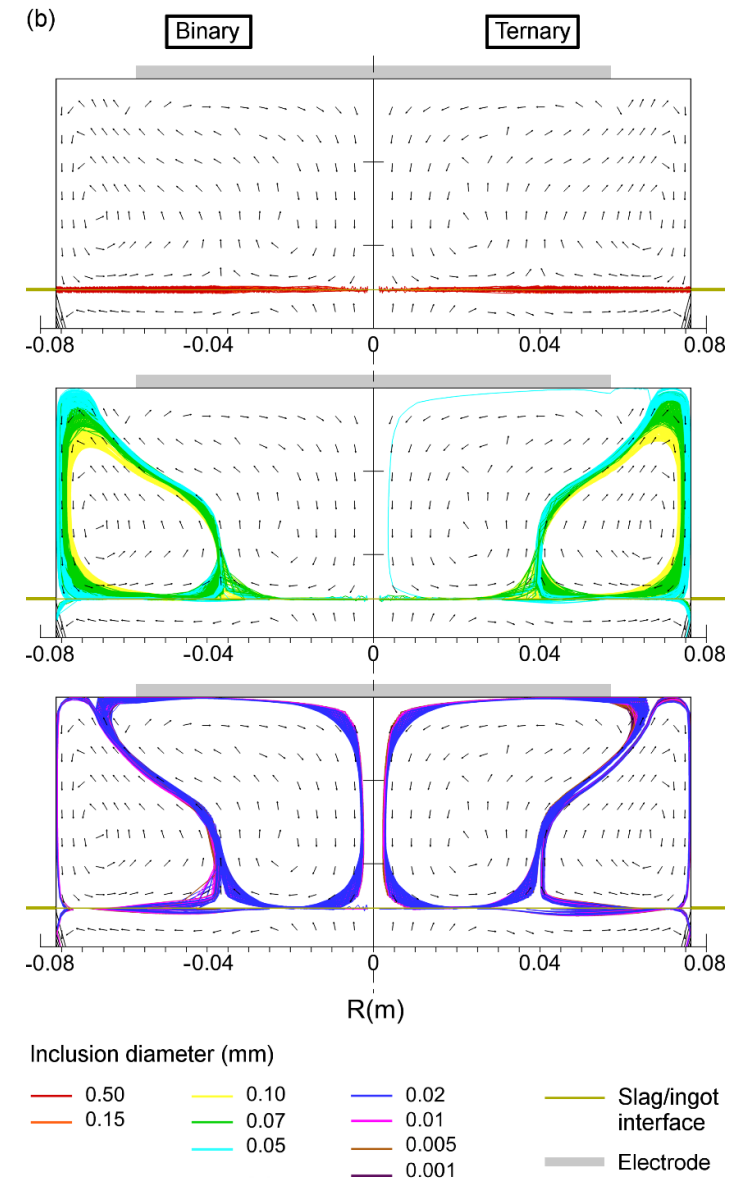 (b)
Binary
Ternary
-0.08 -0.04 0 0.04 0.08
-0.08 -0.04 0 0.04 0.08
-0.08 -0.04 0 0.04 0.08
R(m)
Inclusion diameter (mm)
0.50 0.10 0.02 Slag/ingot
0.15 0.07 0.01 interface
0.05 0.005 Electrode
0.001